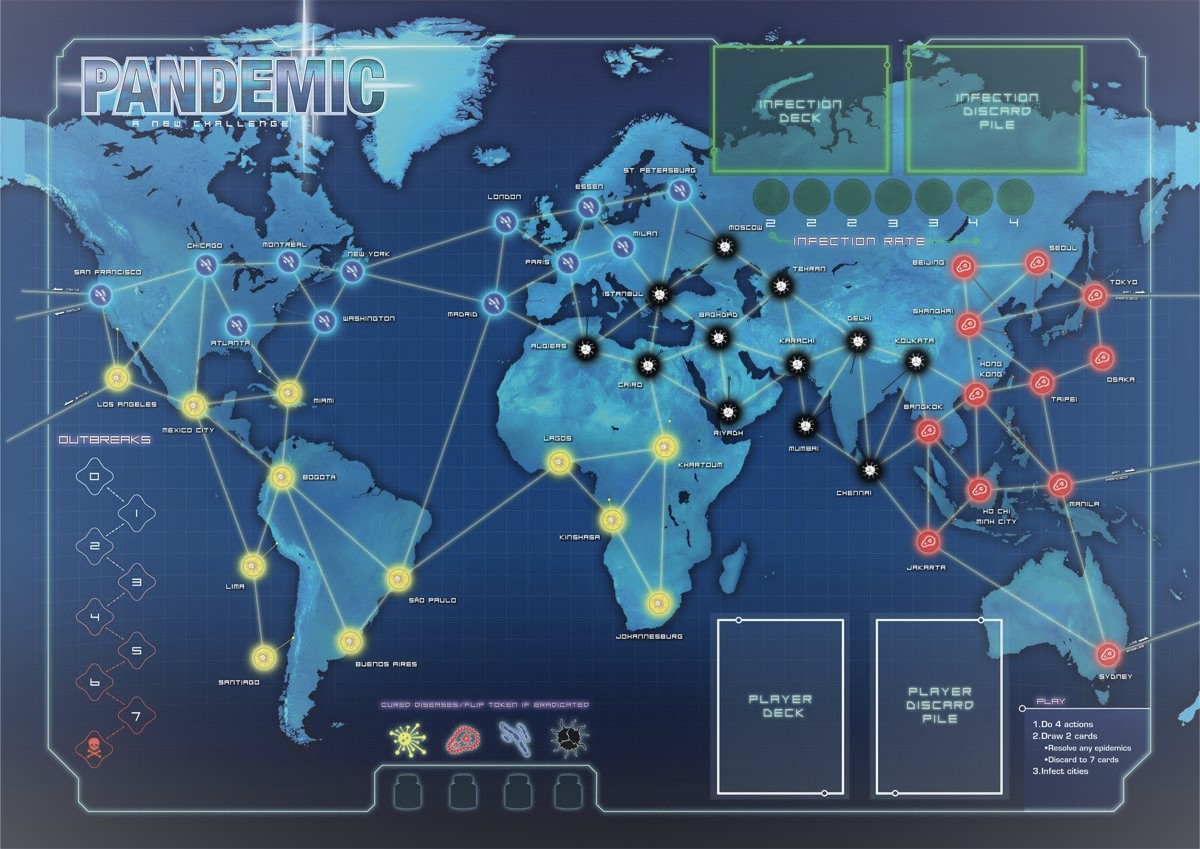 PANDEMIC
A NEW CHALLENGE
INFECTION
DECK
INFECTION
DISCARD
PILE
2
2
2
3
3
4
4
INFECTION RATE
ST. PETERSBURG
ESSEN
LONDON
MOSCOW
MILAN
PARIS
CHICAGO
MONTRÉAL
NEW YORK
SAN FRANCISCO
WASHINGTON
ATLANTA
MADRID
ISTANBUL
TEHRAN
BAGHDAD
ALGIERS
CAIRO
KARACHI
DELHI
KOLKATA
BEIJING
SEOUL
TOKYO
SHANGHAI
HONG
KONG
OSAKA
TAIPEI
BANGKOK
LOS ANGELES
MEXICO CITY
MIAMI
RIYADH
MUMBAI
CHENNAI
LAGOS
KHARTOUM
KINSHASA
JOHANNESBURG
BOGOTÁ
LIMA
SÃO PAULO
SANTIAGO
BUENOS AIRES
HO CHI
MINH CITY
MANILA
JAKARTA
SYDNEY
OUTBREAKS
0
1
2
3
4
5
6
7
CURED DISEASES/FLIP TOKEN IF ERADICATED
PLAYER
DECK
PLAYER
DISCARD
PILE
PLAY
1.Do 4 actions
2.Draw 2 cards
•Resolve any epidemics
•Discard to 7 cards
3.Infect cities